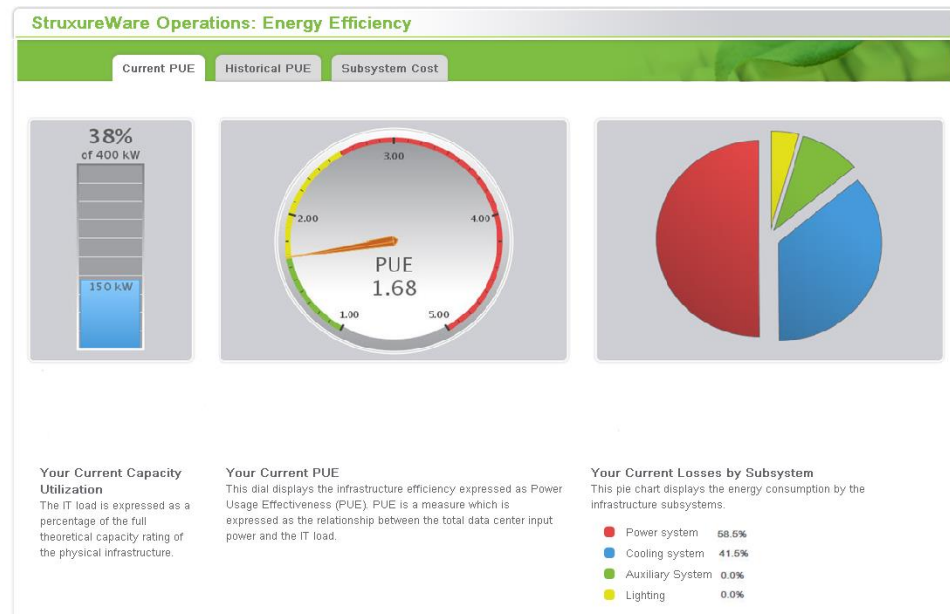 StruxureWare Operations: Energy Efficiency
Current PUE
Historical PUE
Subsystem Cost
38%
of 400 kW
150 kW
3.00
2.00
4.00
PUE
1.68
1.00
5.00
Your Current Capacity
Utilization
The IT load is expressed as a
percentage of the full
theoretical capacity rating of
the physical infrastructure.
Your Current PUE
This dial displays the infrastructure efficiency expressed as Power
Usage Effectiveness (PUE). PUE is a measure which is
expressed as the relationship between the total data center input
power and the IT load.
Your Current Losses by Subsystem
This pie chart displays the energy consumption by the
infrastructure subsystems.
Power system 58.5%
Cooling system 41.5%
Auxiliary System 0.0%
Lighting 0.0%